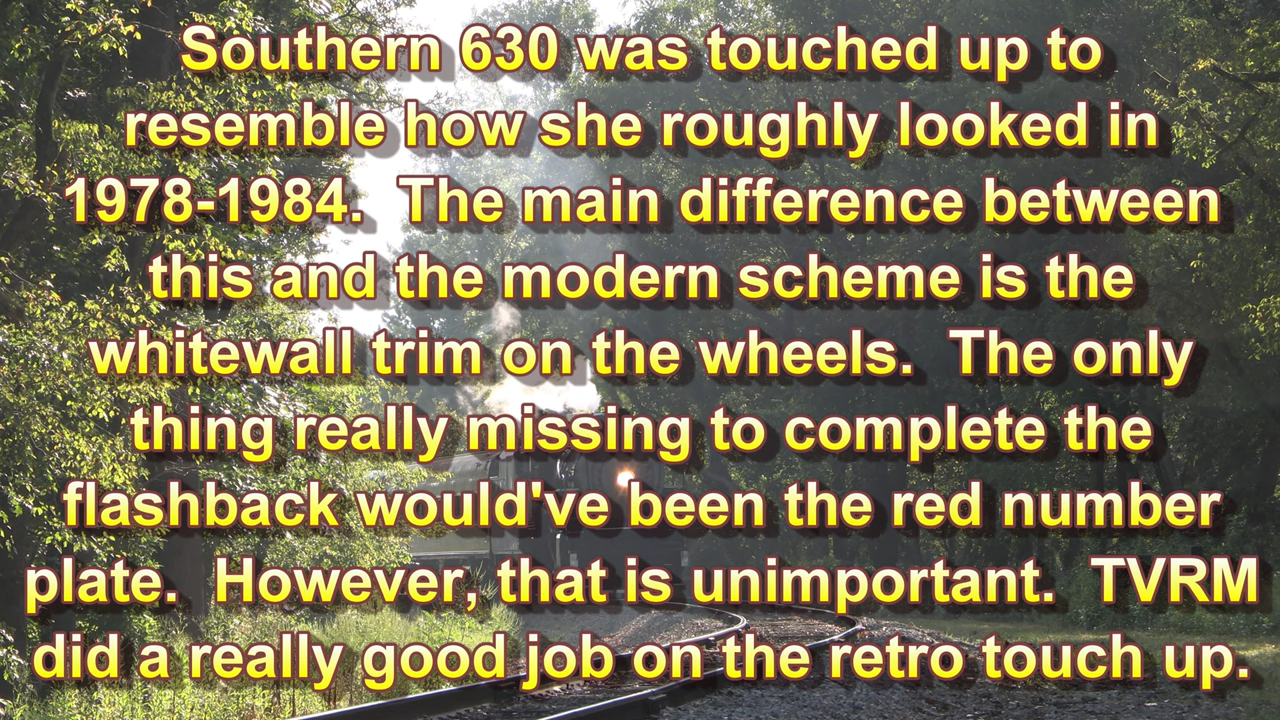 Southern 630 was touched up to
resemble how she roughly looked in
1978-1984.  The main difference between
this and the modern scheme is the
whitewall trim on the wheels.  The only
thing really missing to complete the
flashback would've been the red number
plate.  However, that is unimportant.  TVRM
did a really good job on the retro touch up.